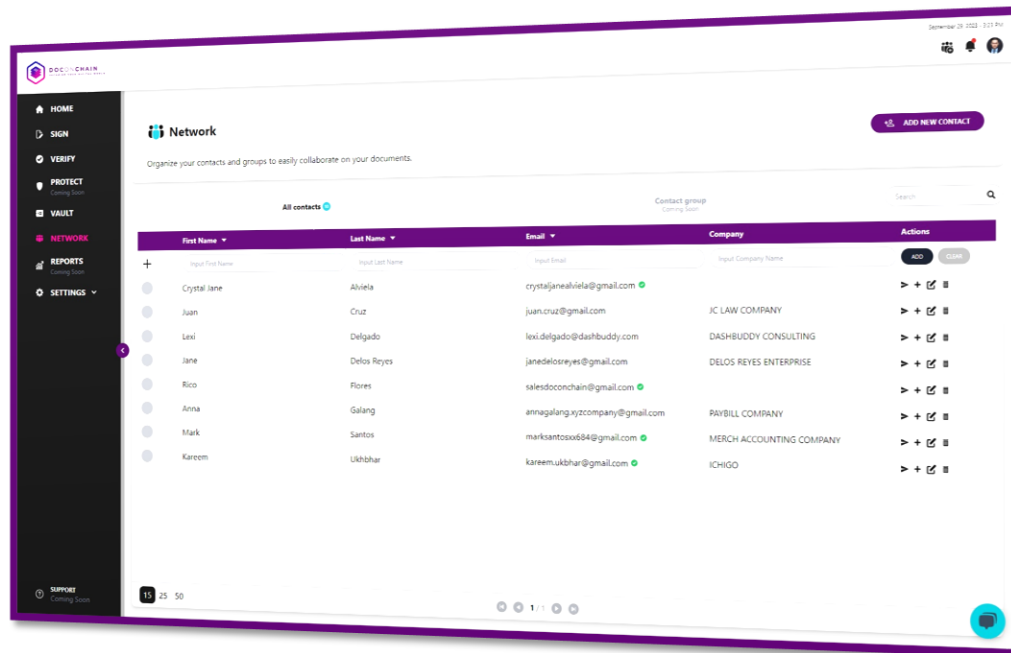 September 29, 2023 - 3:23 PM
DOCONCHAIN
HOME
SIGN
VERIFY
PROTECT
Coming Soon
VAULT
NETWORK
REPORTS
Coming Soon
SETTINGS
SUPPORT
Coming Soon
Network
ADD NEW CONTACT
Organize your contacts and groups to easily collaborate on your documents.
All contacts
Contact group
Coming Soon
Search
First Name Last Name Email Company Actions
Input First Name Input Last Name Input Email Input Company Name ADD CLEAR
Crystal Jane Alviela crystaljanealviela@gmail.com
Juan Cruz juan.cruz@gmail.com JC LAW COMPANY
Lexi Delgado lexi.delgado@dashbuddy.com DASHBUDDY CONSULTING
Jane Delos Reyes janedelosreyes@gmail.com DELOS REYES ENTERPRISE
Rico Flores salesdoconchain@gmail.com
Anna Galang annagalang.xyzcompany@gmail.com PAYBILL COMPANY
Mark Santos marksantosxx684@gmail.com MERCH ACCOUNTING COMPANY
Kareem Ukhbhar kareem.ukbhar@gmail.com ICHIGO
15 25 50
1 / 1